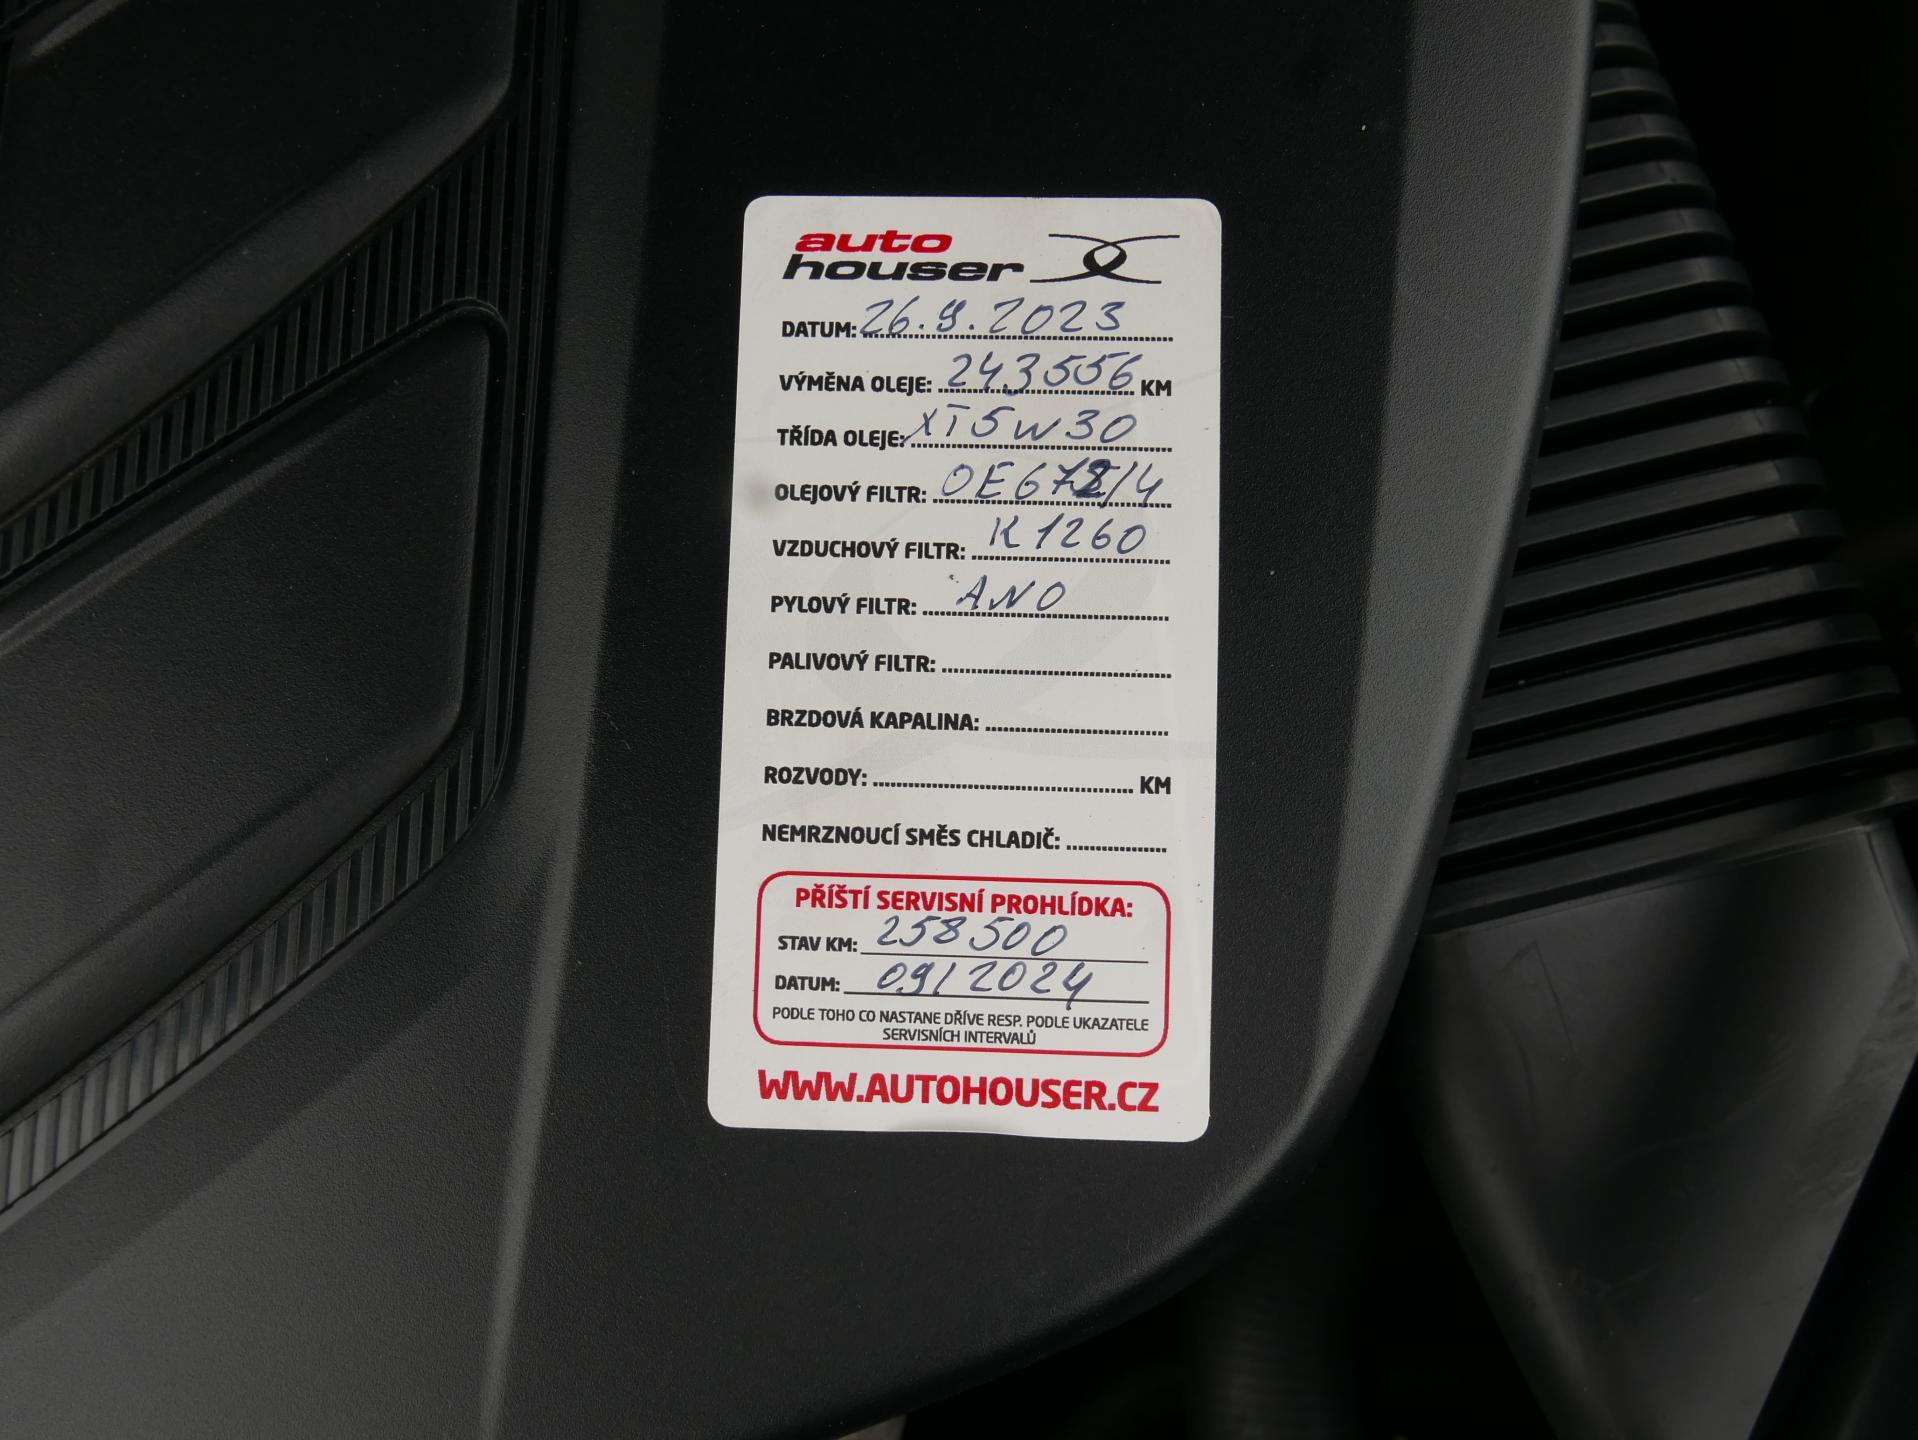 auto
houser
DATUM: 26.9.2023
VÝMĚNA OLEJE: 243556 KM
TŘÍDA OLEJE: XT5W30
OLEJOVÝ FILTR:
VZDUCHOVÝ FILTR: K1260
PYLOVÝ FILTR: ANO
PALIVOVÝ FILTR:
BRZDOVÁ KAPALINA:
ROZVODY: KM
NEMRZNOUCÍ SMĚS CHLADIČ:
PŘÍŠTÍ SERVISNÍ PROHLÍDKA:
STAV KM: 258500
DATUM: 09/2024
PODLE TOHO CO NASTANE DŘÍVE RESP. PODLE UKAZATELE
SERVISNÍCH INTERVALŮ
WWW.AUTOHOUSER.CZ